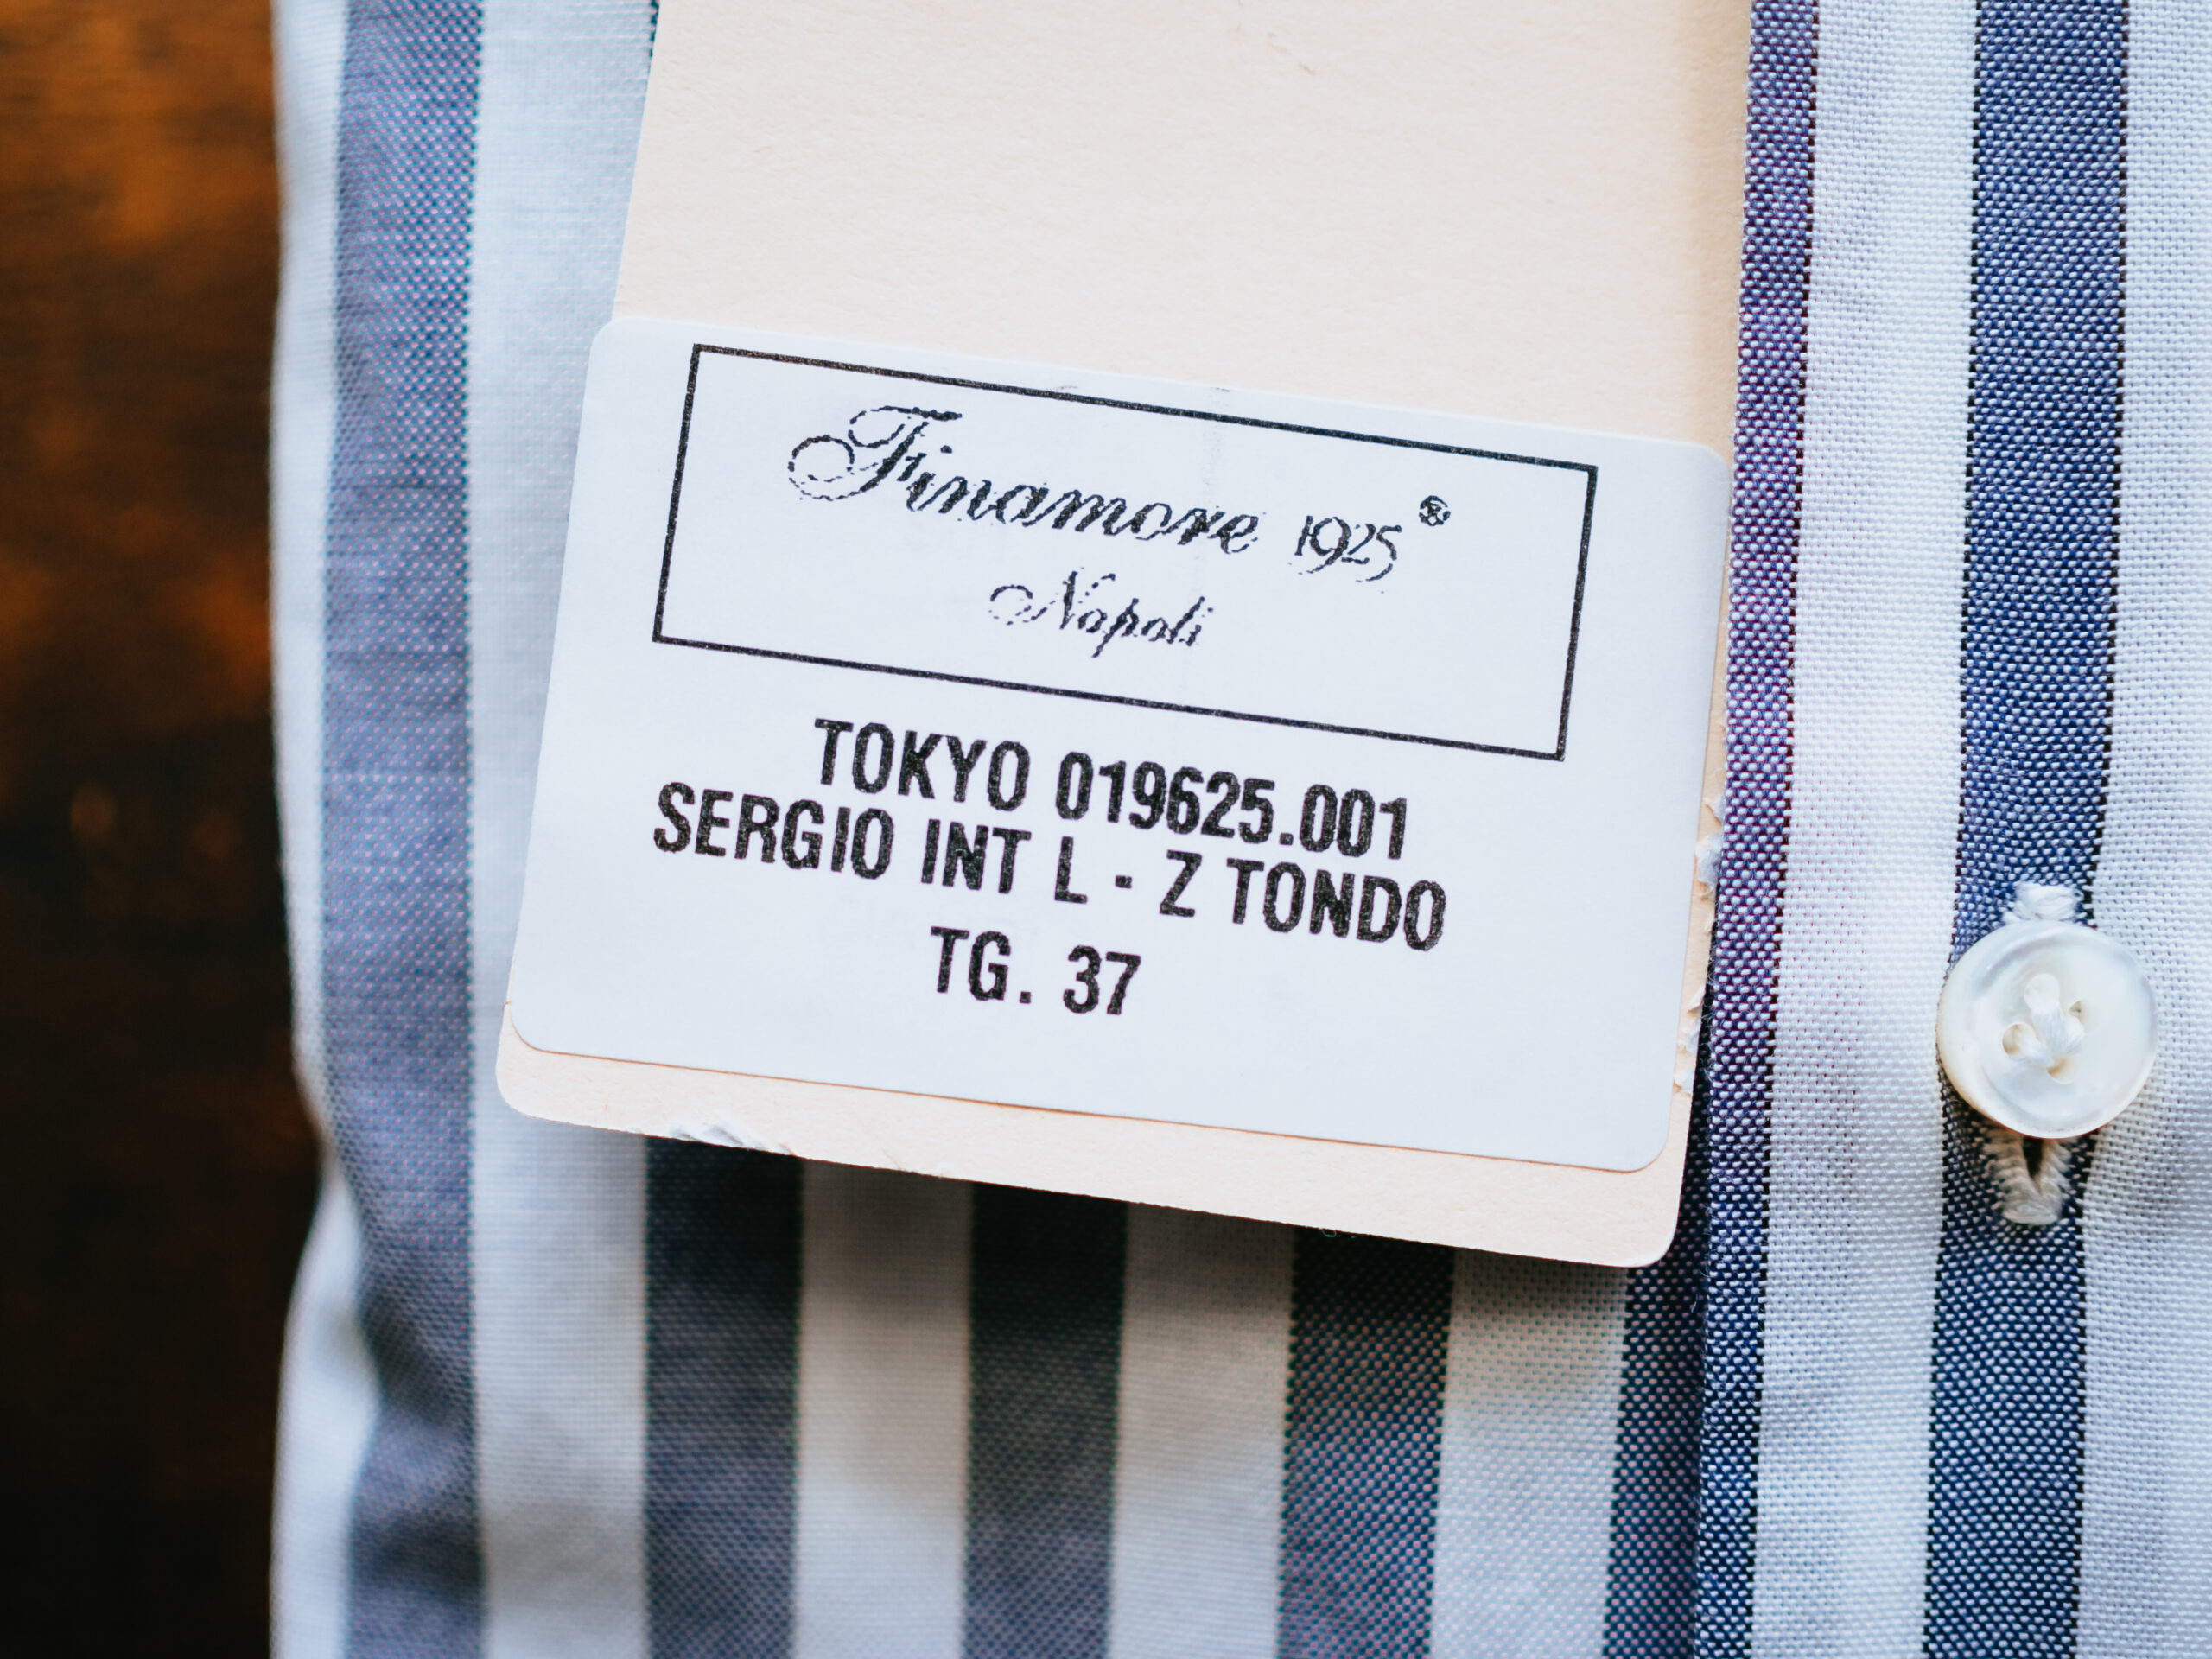 Finamore 1925®
Napoli
TOKYO 019625.001
SERGIO INT L - Z TONDO
TG. 37